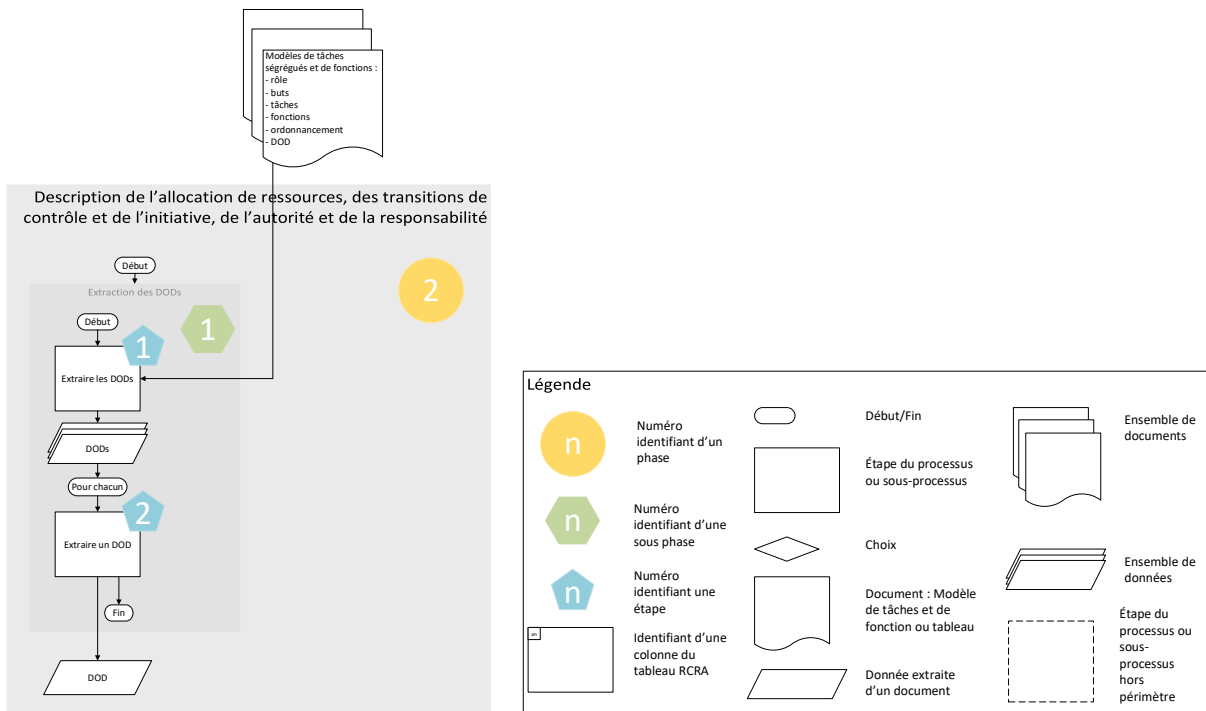 Modèles de tâches
ségrégués et de fonctions :
- rôle
- buts
- tâches
- fonctions
- ordonnancement
- DOD
Description de l'allocation de ressources, des transitions de
contrôle et de l'initiative, de l'autorité et de la responsabilité
Début
2
Extraction des DODs
Début
1
1
Extraire les DODs
DODs
Pour chacun
2
Extraire un DOD
Fin
DOD
Légende
n
Numéro
identifiant d'un
phase
n
Numéro
identifiant d'une
sous phase
n
Numéro
identifiant une
étape
an
Identifiant d'une
colonne du
tableau RCRA
Début/Fin
Étape du processus
ou sous-processus
Choix
Document : Modèle
de tâches et de
fonction ou tableau
Donnée extraite
d'un document
Ensemble de
documents
Ensemble de
données
Étape du
processus ou
sous-
processus
hors
périmètre